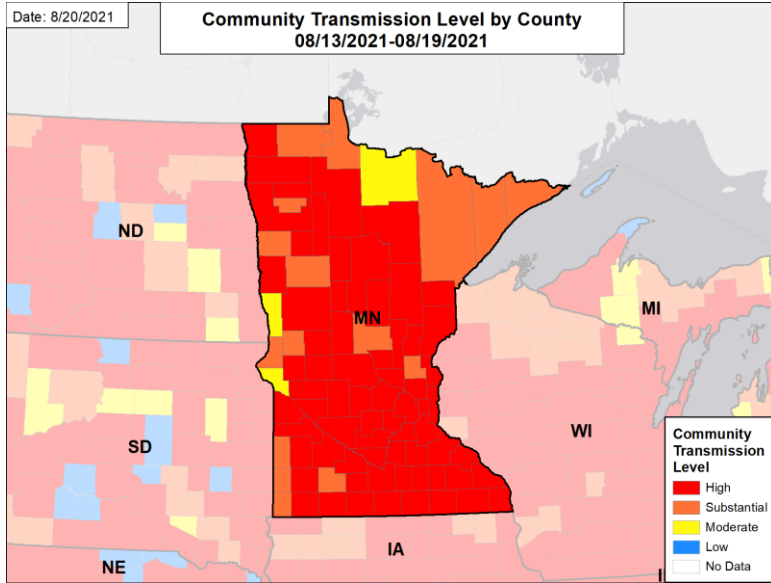 Date: 8/20/2021
Community Transmission Level by County
08/13/2021-08/19/2021
ND
MN
MI
SD
WI
IA
NE
Community
Transmission
Level
High
Substantial
Moderate
Low
No Data